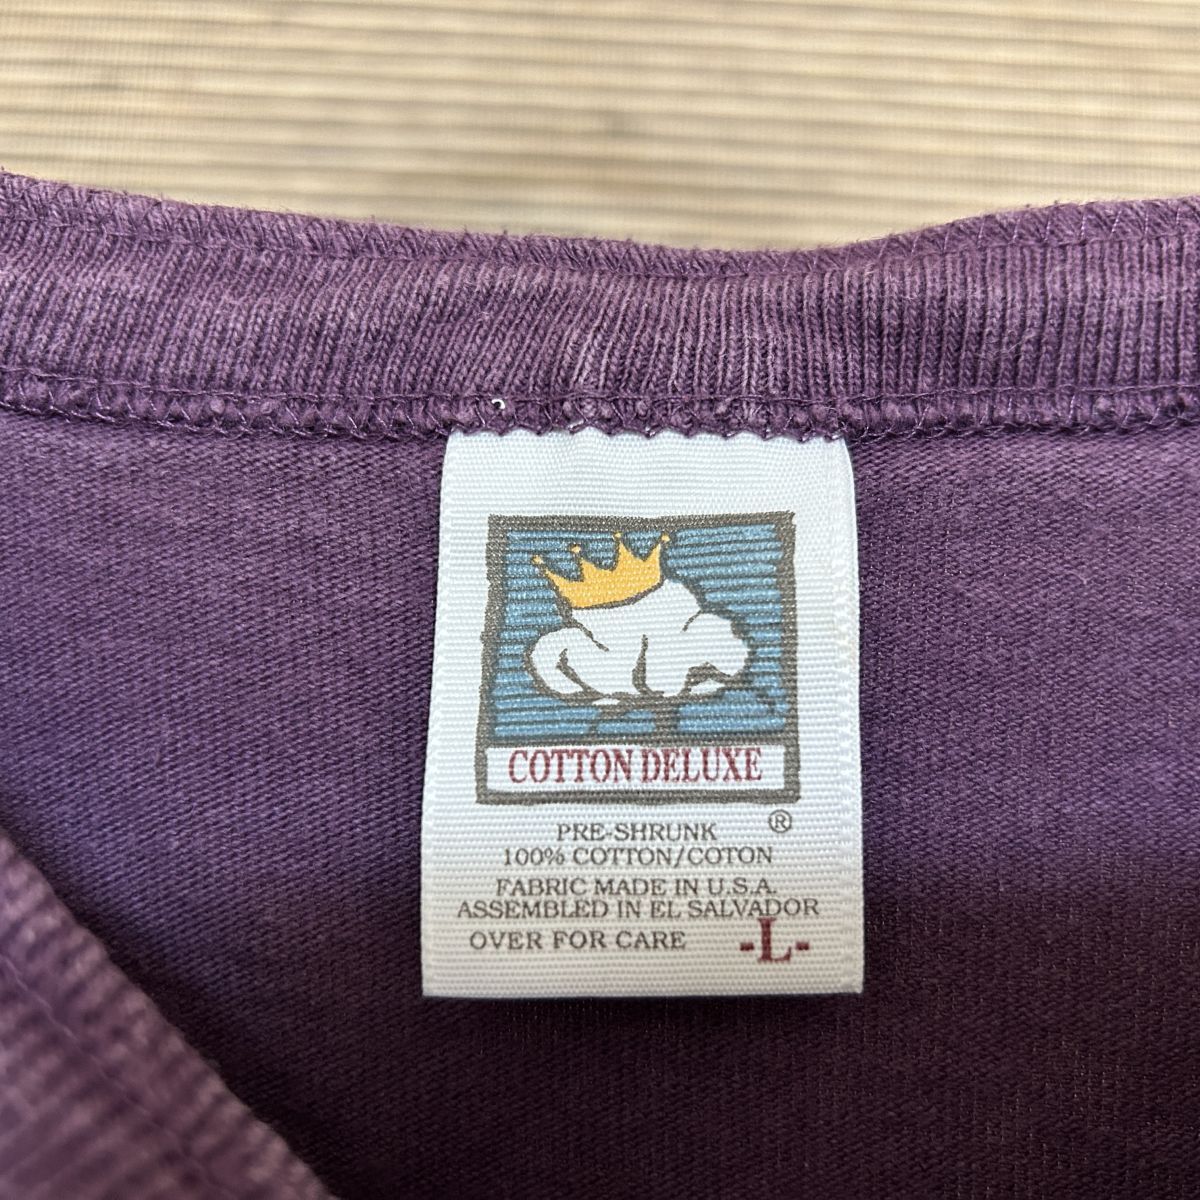 COTTON DELUXE
®
PRE-SHRUNK
100% COTTON/COTON
FABRIC MADE IN U.S.A.
ASSEMBLED IN EL SALVADOR
OVER FOR CARE -L-